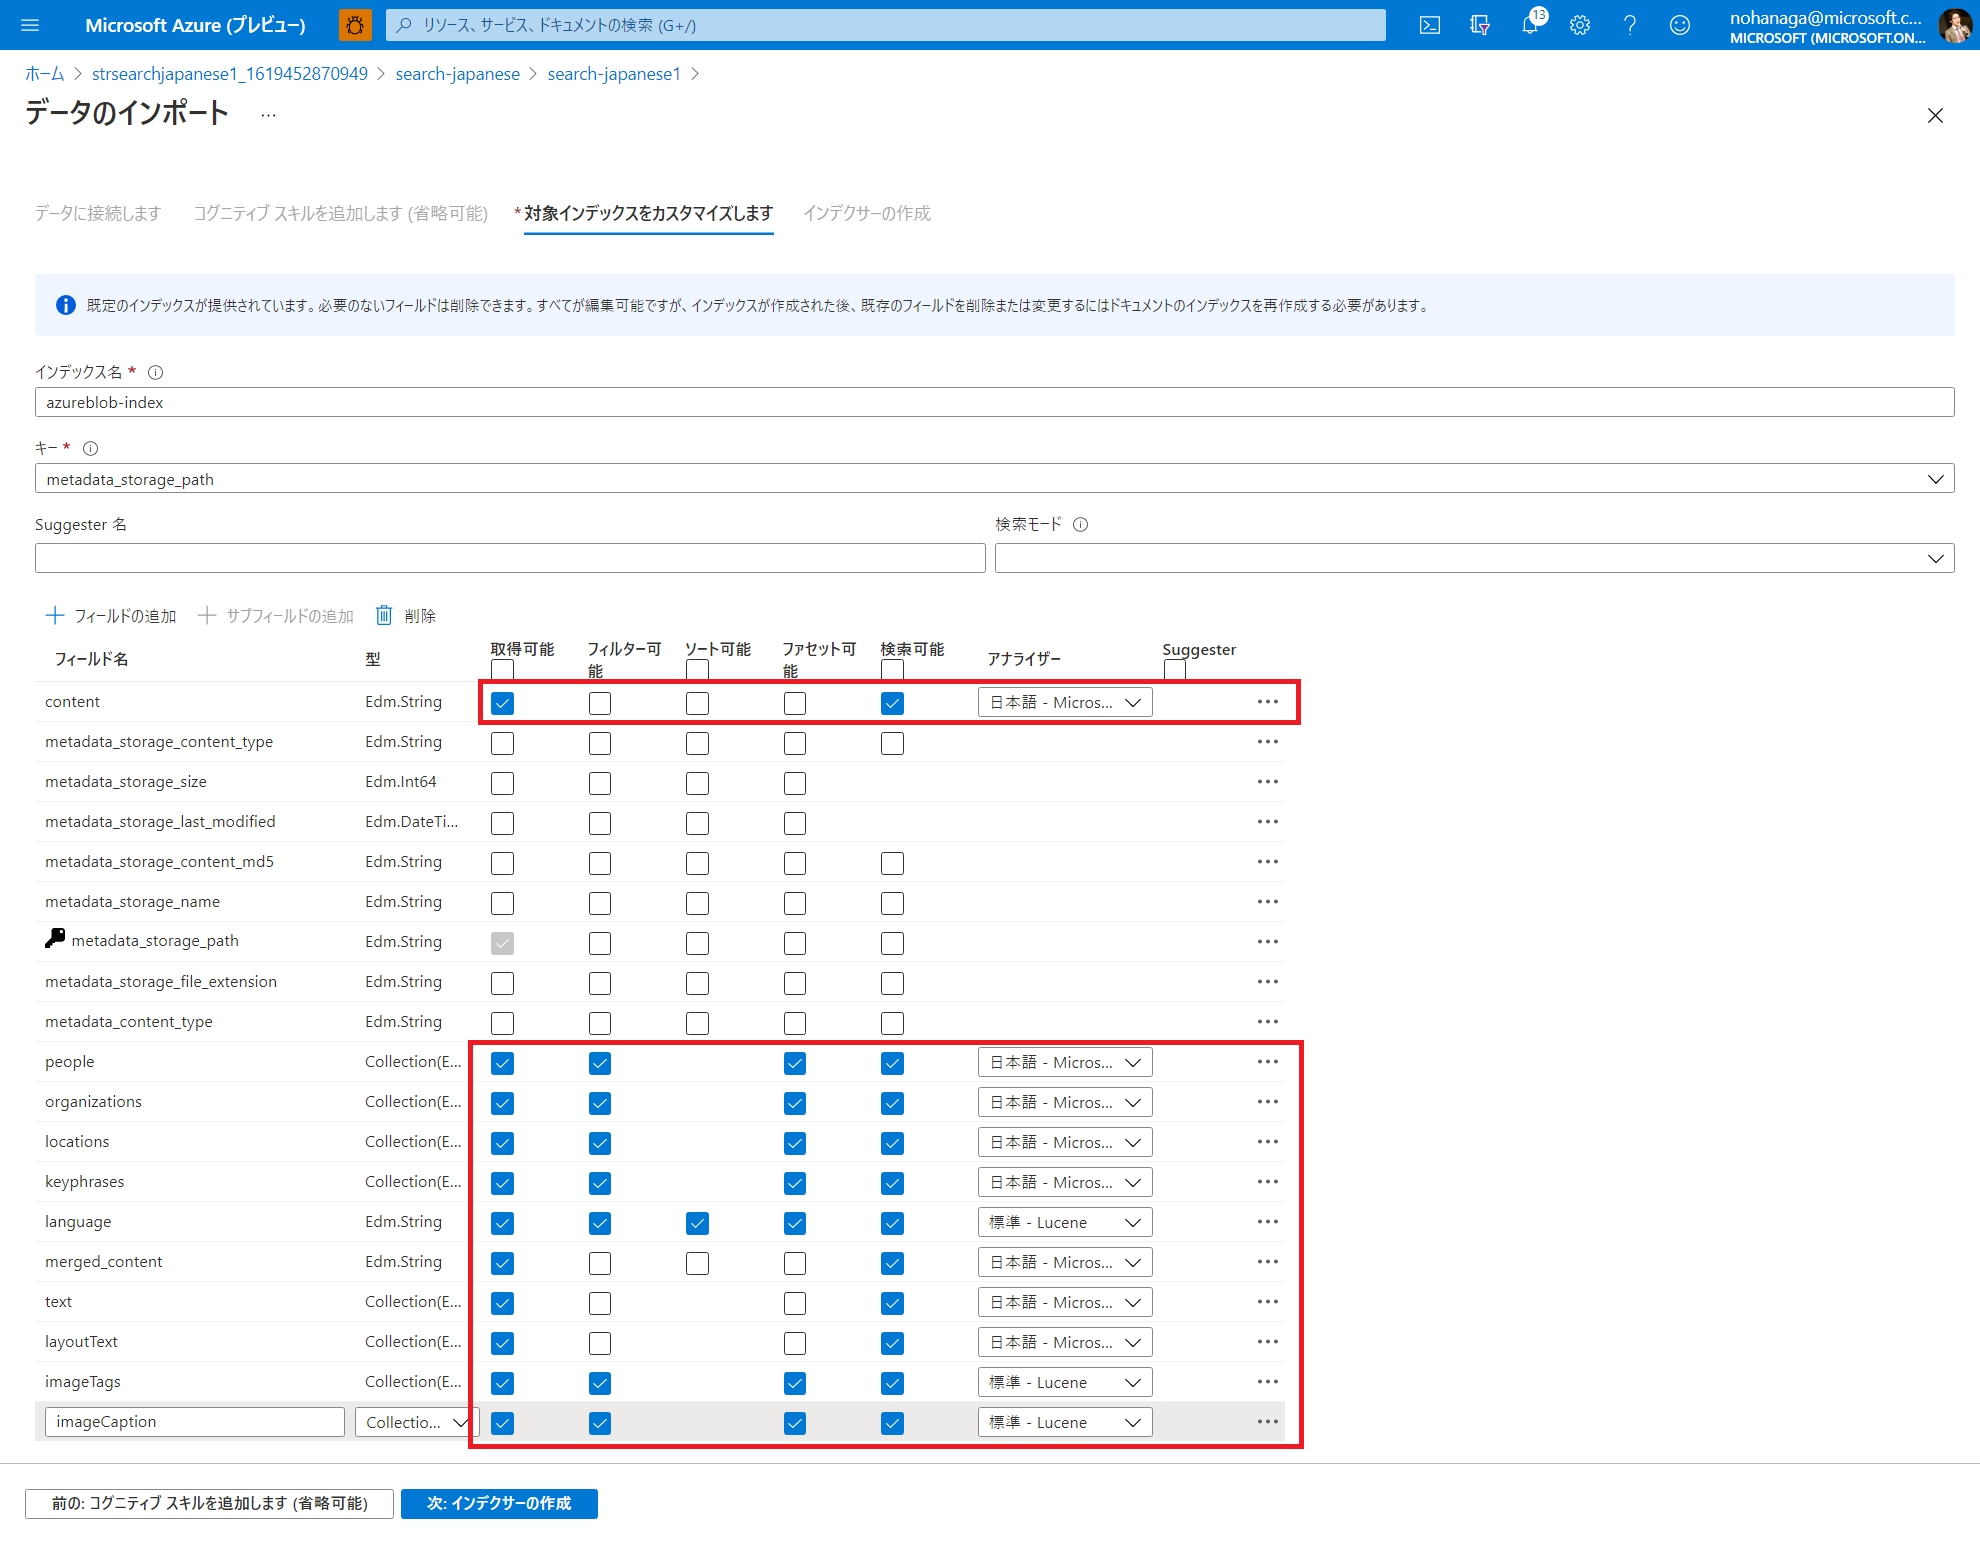 Microsoft Azure (プレビュー)
リソース、サービス、ドキュメントの検索 (G+/)
13
nohanaga@microsoft.c...
MICROSOFT (MICROSOFT.ON...
ホーム > strsearchjapanese1_1619452870949 > search-japanese > search-japanese1 >
データのインポート ...
データに接続します コグニティブ スキルを追加します (省略可能) * 対象インデックスをカスタマイズします インデクサーの作成
既定のインデックスが提供されています。必要のないフィールドは削除できます。すべてが編集可能ですが、インデックスが作成された後、既存のフィールドを削除または変更するにはドキュメントのインデックスを再作成する必要があります。
インデックス名 *
azureblob-index
キー *
metadata_storage_path
Suggester 名 検索モード
フィールドの追加 サブフィールドの追加 削除
フィールド名 型 取得可能 フィルター可能 ソート可能 ファセット可能 検索可能 アナライザー Suggester
content Edm.String 日本語 - Micros... ...
metadata_storage_content_type Edm.String ...
metadata_storage_size Edm.Int64 ...
metadata_storage_last_modified Edm.DateTi... ...
metadata_storage_content_md5 Edm.String ...
metadata_storage_name Edm.String ...
metadata_storage_path Edm.String ...
metadata_storage_file_extension Edm.String ...
metadata_content_type Edm.String ...
people Collection(E... 日本語 - Micros... ...
organizations Collection(E... 日本語 - Micros... ...
locations Collection(E... 日本語 - Micros... ...
keyphrases Collection(E... 日本語 - Micros... ...
language Edm.String 標準 - Lucene ...
merged_content Edm.String 日本語 - Micros... ...
text Collection(E... 日本語 - Micros... ...
layoutText Collection(E... 日本語 - Micros... ...
imageTags Collection(E... 標準 - Lucene ...
imageCaption Collectio... 標準 - Lucene ...
前の: コグニティブ スキルを追加します (省略可能) 次: インデクサーの作成